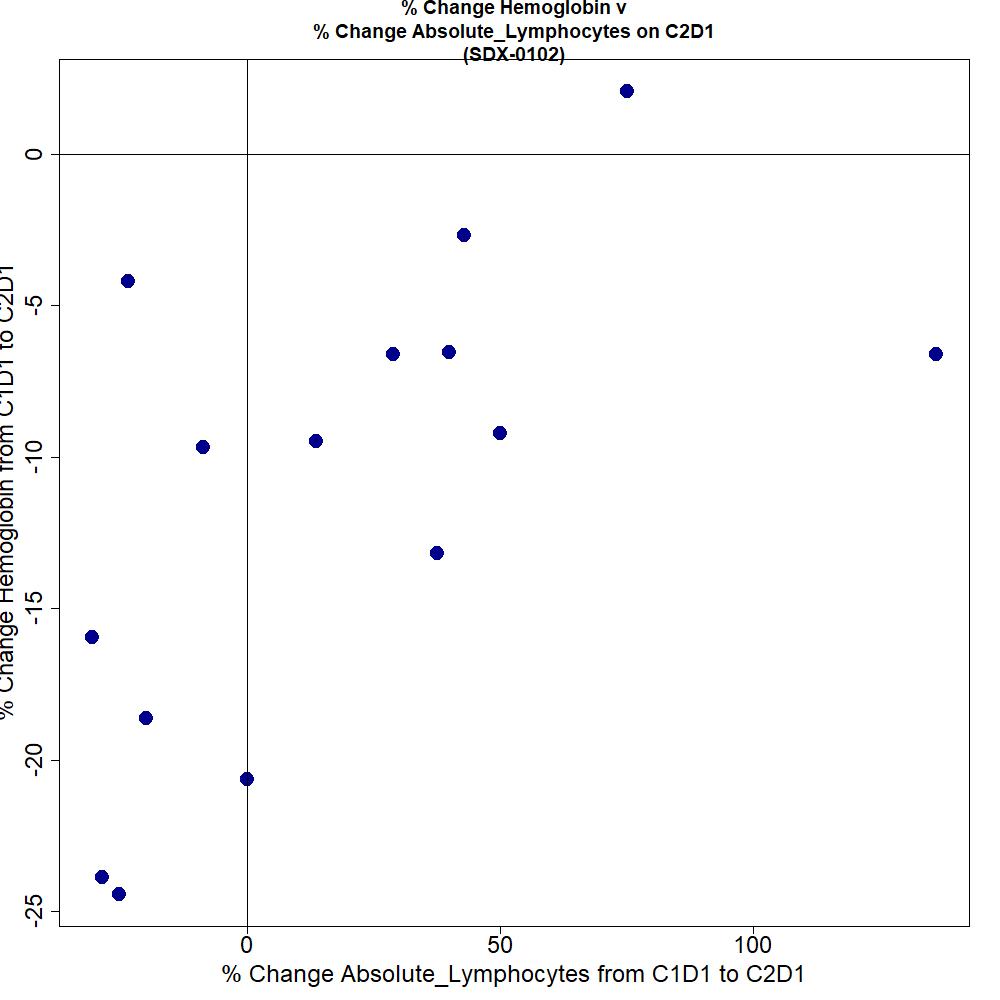 % Change Hemoglobin v
% Change Absolute_Lymphocytes on C2D1
(SDX-0102)
% Change Hemoglobin from C1D1 to C2D1
0
-5
-10
-15
-20
-25
0
50
100
% Change Absolute_Lymphocytes from C1D1 to C2D1